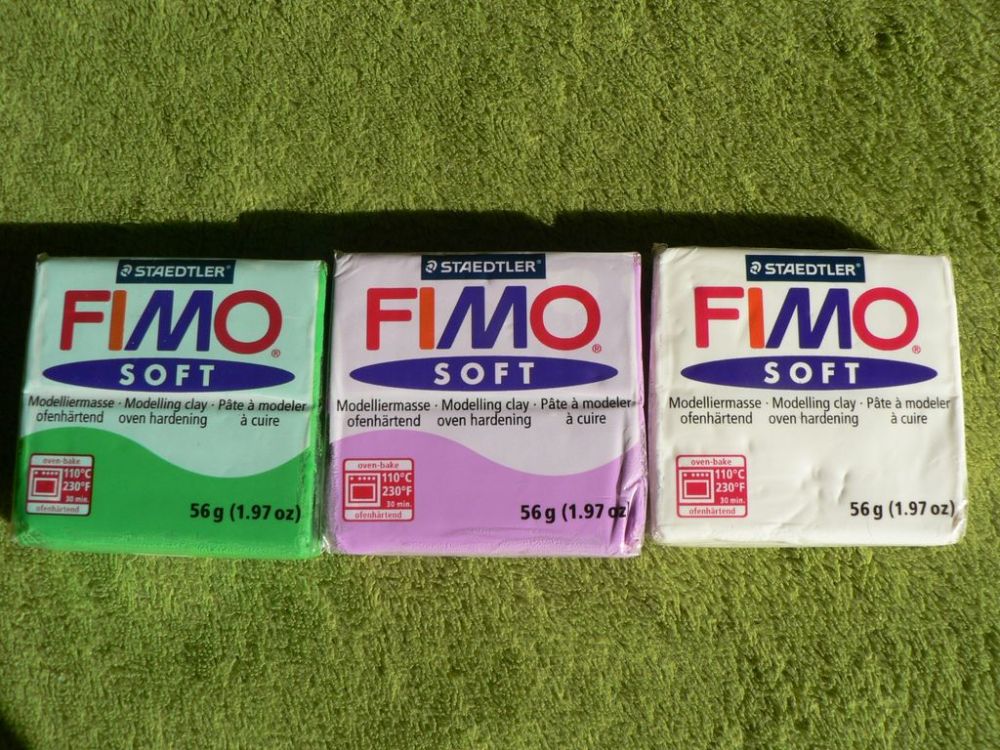 STAEDTLER®
FIMO®
SOFT
Modelliermasse · Modelling clay · Pâte à modeler
ofenhärtend oven hardening à cuire
oven-bake
110°C
230°F
30 min.
ofenhärtend
56 g (1.97 oz)
STAEDTLER®
FIMO®
SOFT
Modelliermasse · Modelling clay · Pâte à modeler
ofenhärtend oven hardening à cuire
oven-bake
110°C
230°F
30 min.
ofenhärtend
56 g (1.97 oz
STAEDTLER®
FIMO®
SOFT
Modelliermasse · Modelling clay · Pâte à modeler
ofenhärtend oven hardening à cuire
oven-bake
110°C
230°F
30 min.
ofenhärtend
56 g (1.97 oz)